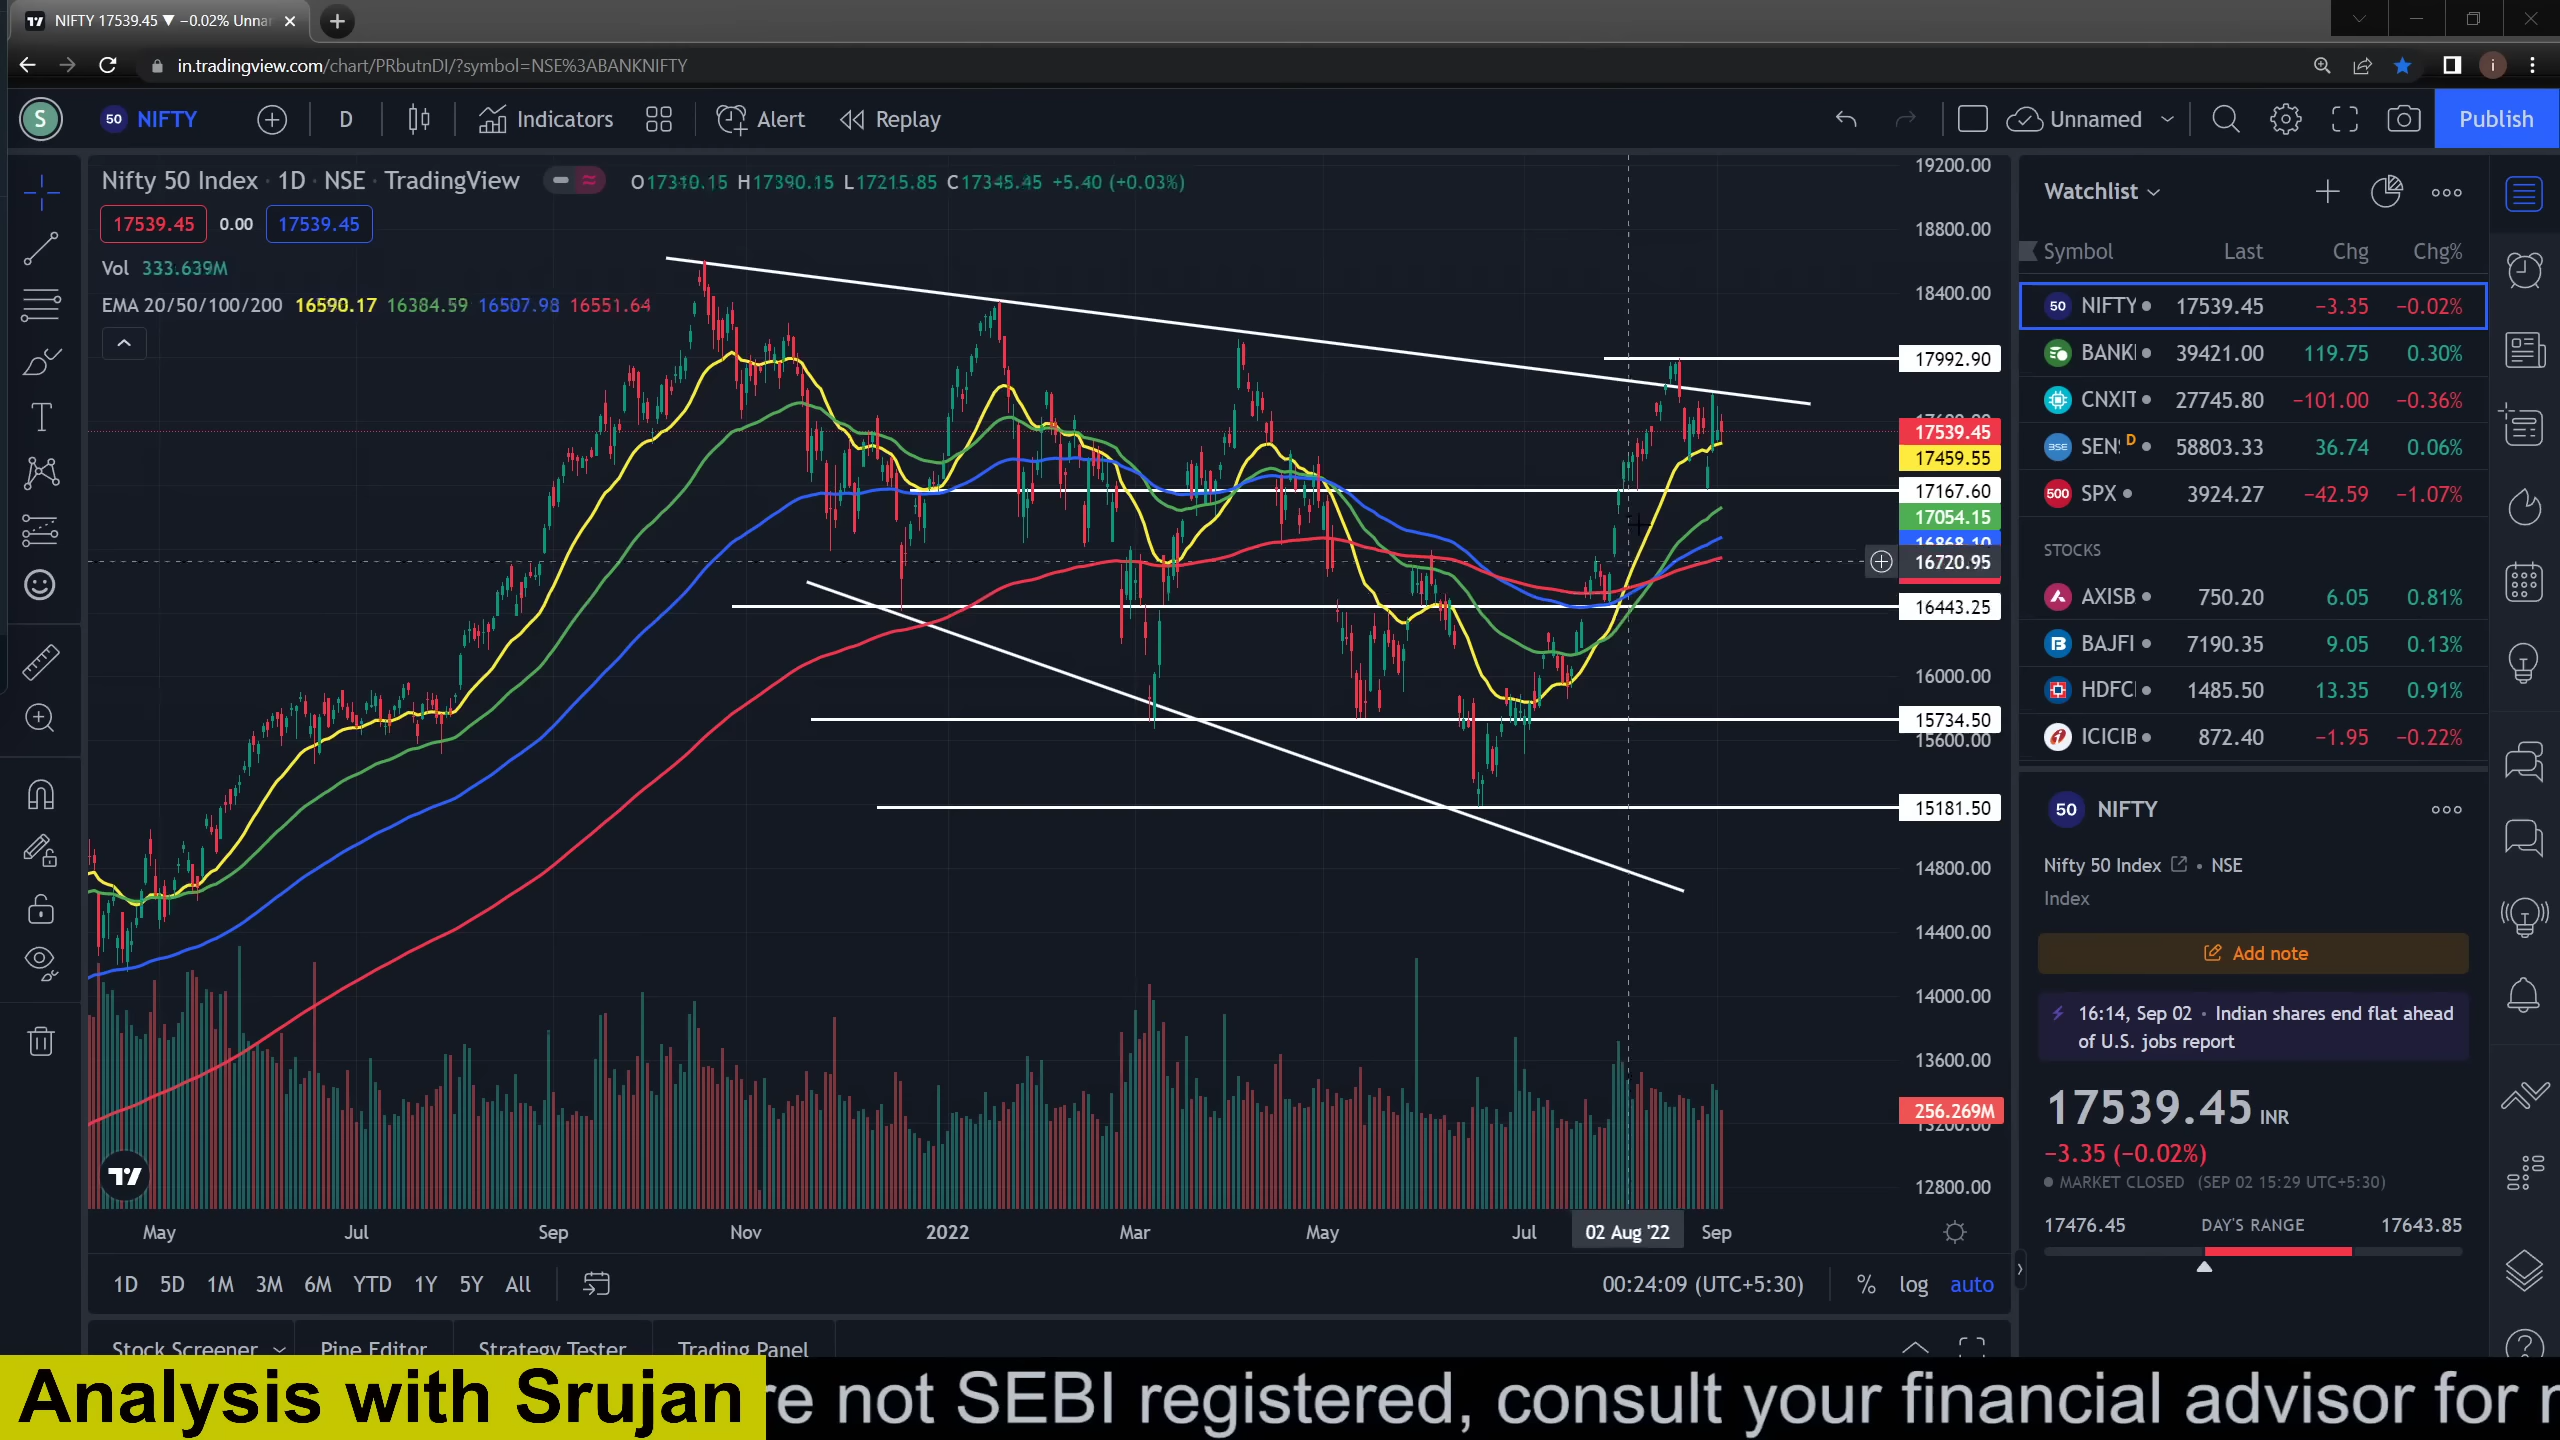 NIFTY 17539.45 ▼ −0.02% Unna
in.tradingview.com/chart/PRbutnDI/?symbol=NSE%3ABANKNIFTY
S 50 NIFTY D Indicators Alert Replay Unnamed Publish
Nifty 50 Index · 1D · NSE · TradingView O17310.15 H17390.15 L17215.85 C17345.45 +5.40 (+0.03%)
17539.45 0.00 17539.45
Vol 333.639M
EMA 20/50/100/200 16590.17 16384.59 16507.98 16551.64
19200.00
18800.00
18400.00
17992.90
17539.45
17459.55
17167.60
17054.15
16868.10
16720.95
16443.25
16000.00
15734.50
15600.00
15181.50
14800.00
14400.00
14000.00
13600.00
256.269M
13200.00
12800.00
May Jul Sep Nov 2022 Mar May Jul 02 Aug '22 Sep
1D 5D 1M 3M 6M YTD 1Y 5Y All 00:24:09 (UTC+5:30) % log auto
Stock Screener Pine Editor Strategy Tester Trading Panel
Watchlist
Symbol Last Chg Chg%
50 NIFTY 17539.45 −3.35 −0.02%
BANKI 39421.00 119.75 0.30%
CNXIT 27745.80 −101.00 −0.36%
BSE SEN: D 58803.33 36.74 0.06%
500 SPX 3924.27 −42.59 −1.07%
STOCKS
AXISB 750.20 6.05 0.81%
BAJFI 7190.35 9.05 0.13%
HDFCI 1485.50 13.35 0.91%
ICICIB 872.40 −1.95 −0.22%
50 NIFTY
Nifty 50 Index • NSE
Index
Add note
16:14, Sep 02 · Indian shares end flat ahead
of U.S. jobs report
17539.45 INR
−3.35 (−0.02%)
MARKET CLOSED (SEP 02 15:29 UTC+5:30)
17476.45 DAY'S RANGE 17643.85
Analysis with Srujan
re not SEBI registered, consult your financial advisor for